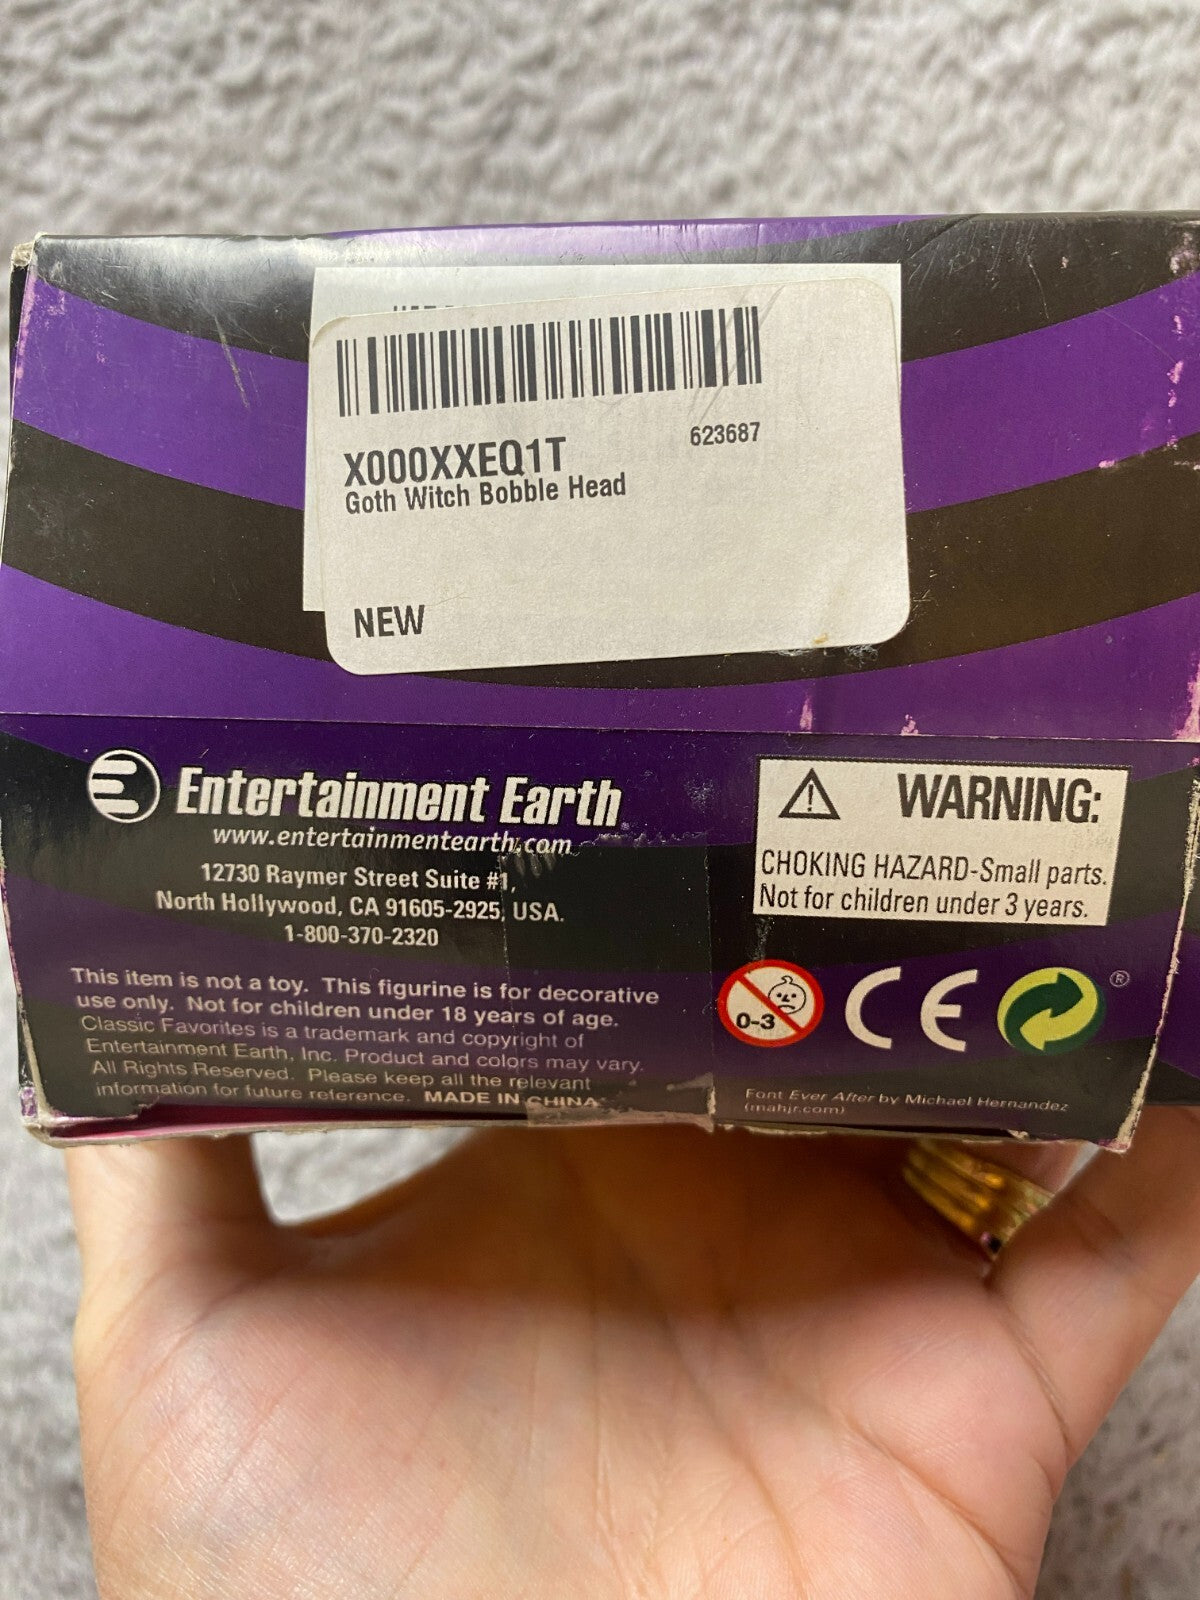 X000XXEQ1T
623687
Goth Witch Bobble Head
NEW
Entertainment Earth
www.entertainmentearth.com
12730 Raymer Street Suite #1,
North Hollywood, CA 91605-2925, USA.
1-800-370-2320
This item is not a toy. This figurine is for decorative
use only. Not for children under 18 years of age.
Classic Favorites is a trademark and copyright of
Entertainment Earth, Inc. Product and colors may vary.
All Rights Reserved. Please keep all the relevant
information for future reference. MADE IN CHINA
WARNING:
CHOKING HAZARD-Small parts.
Not for children under 3 years.
0-3
CE
®
Font Ever After by Michael Hernandez
(mahjr.com)